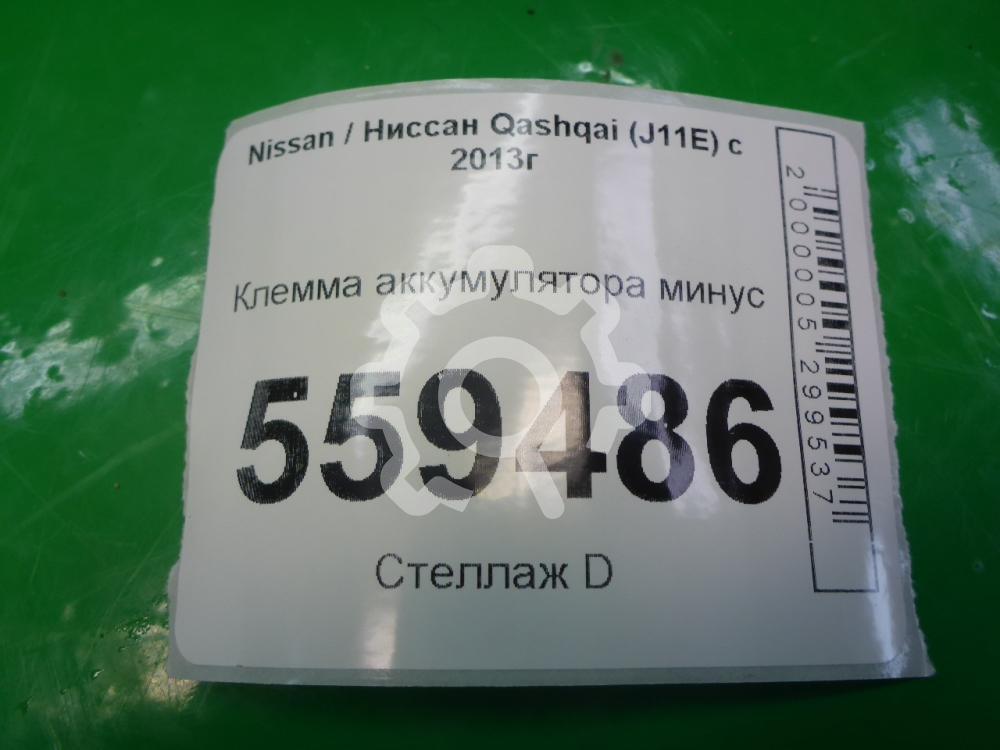 Nissan / Ниссан Qashqai (J11E) с
2013г
Клемма аккумулятора минус
559486
Стеллаж D
2000005299537